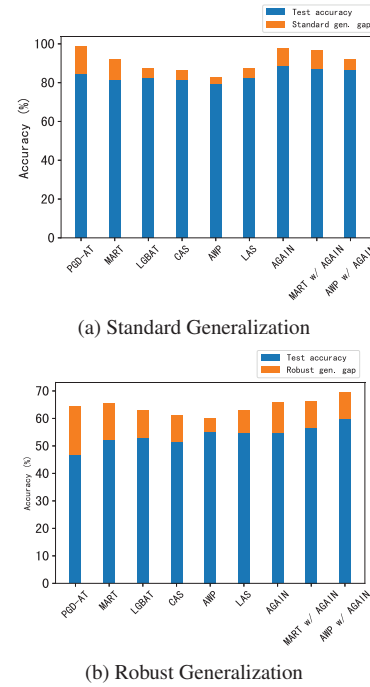 Test accuracy
Standard gen. gap
Accuracy (%)
100
80
60
40
20
0
PGD-AT
MART
LGBAT
CAS
AWP
LAS
AGAIN
MART w/ AGAIN
AWP w/ AGAIN
(a) Standard Generalization
Test accuracy
Robust gen. gap
Accuracy (%)
70
60
50
40
30
20
10
0
PGD-AT
MART
LGBAT
CAS
AWP
LAS
AGAIN
MART w/ AGAIN
AWP w/ AGAIN
(b) Robust Generalization